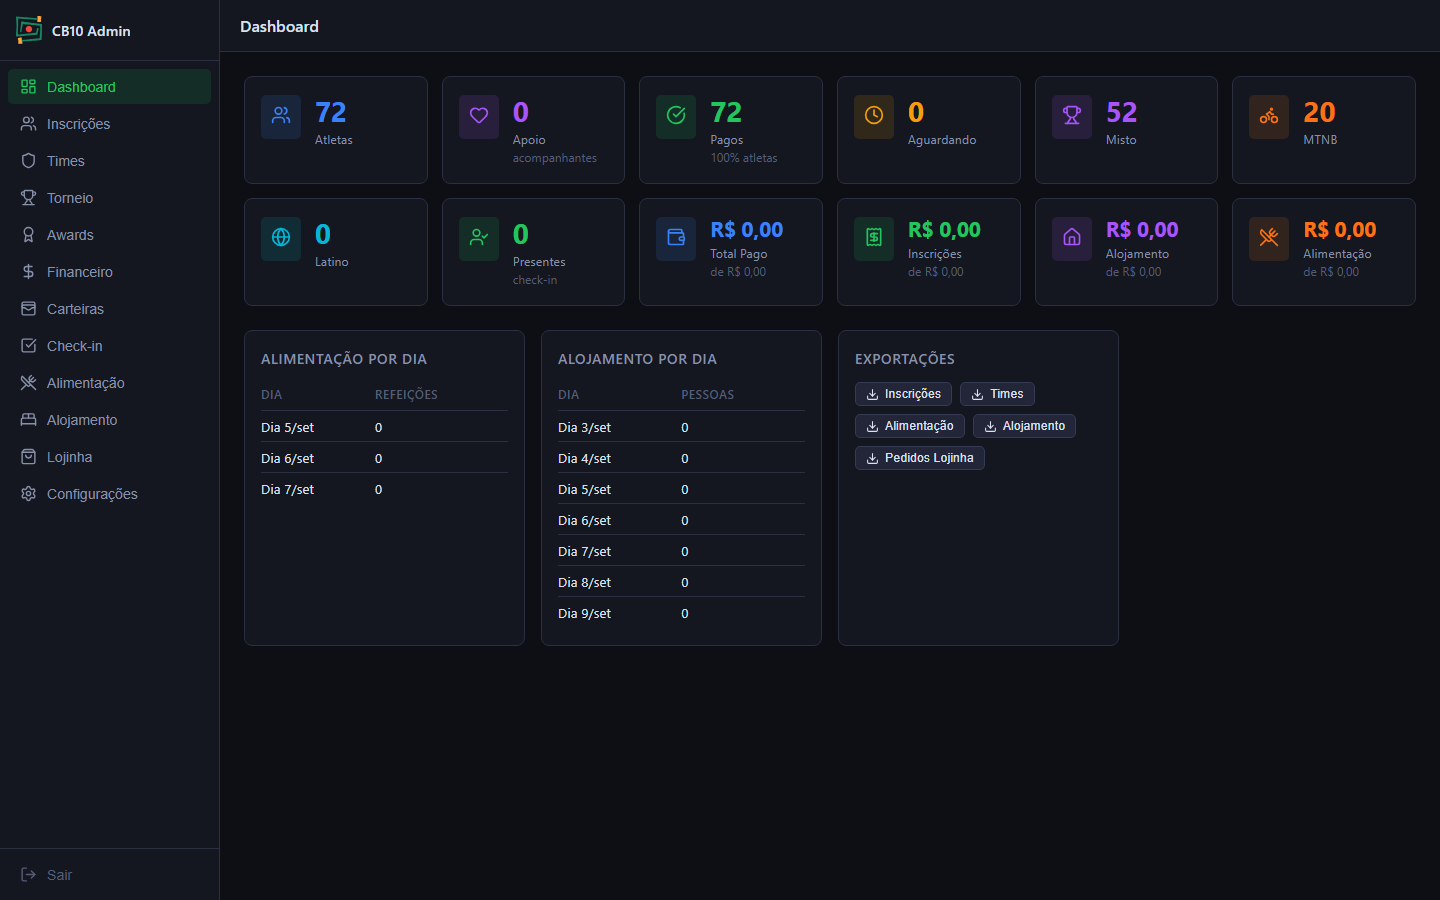 CB10 Admin
Dashboard
Inscrições
Times
Torneio
Awards
Financeiro
Carteiras
Check-in
Alimentação
Alojamento
Lojinha
Configurações
Sair
Dashboard
72
Atletas
0
Apoio
acompanhantes
72
Pagos
100% atletas
0
Aguardando
52
Misto
20
MTNB
0
Latino
0
Presentes
check-in
R$ 0,00
Total Pago
de R$ 0,00
R$ 0,00
Inscrições
de R$ 0,00
R$ 0,00
Alojamento
de R$ 0,00
R$ 0,00
Alimentação
de R$ 0,00
ALIMENTAÇÃO POR DIA
DIA REFEIÇÕES
Dia 5/set 0
Dia 6/set 0
Dia 7/set 0
ALOJAMENTO POR DIA
DIA PESSOAS
Dia 3/set 0
Dia 4/set 0
Dia 5/set 0
Dia 6/set 0
Dia 7/set 0
Dia 8/set 0
Dia 9/set 0
EXPORTAÇÕES
Inscrições Times
Alimentação Alojamento
Pedidos Lojinha